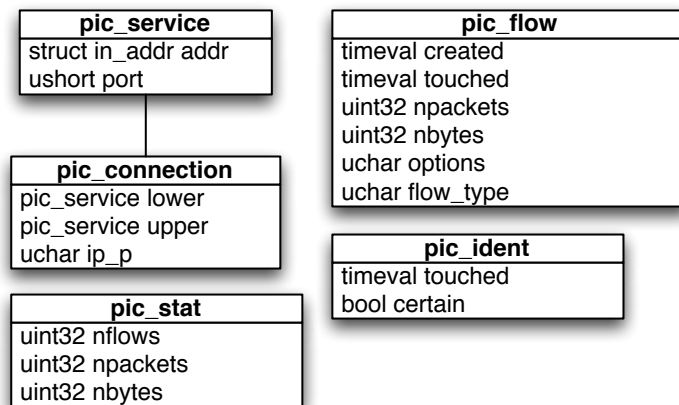 pic_service
struct in_addr addr
ushort port
pic_connection
pic_service lower
pic_service upper
uchar ip_p
pic_stat
uint32 nflows
uint32 npackets
uint32 nbytes
pic_flow
timeval created
timeval touched
uint32 npackets
uint32 nbytes
uchar options
uchar flow_type
pic_ident
timeval touched
bool certain